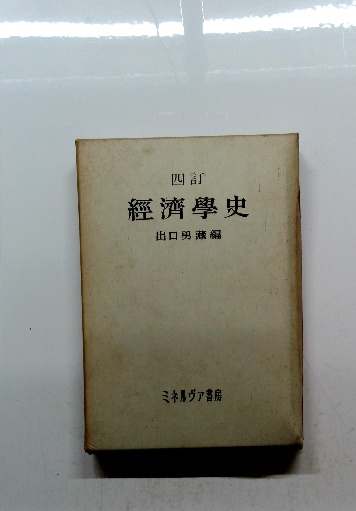 四訂
經濟學史
出口勇藏編
ミネルヴァ書房